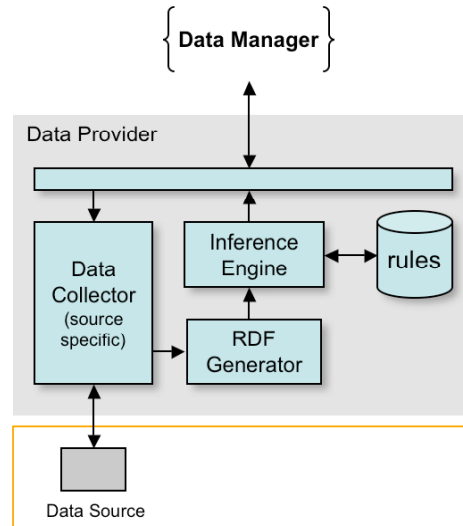 {Data Manager}
Data Provider
Data
Collector
(source
specific)
Inference
Engine
rules
RDF
Generator
Data Source